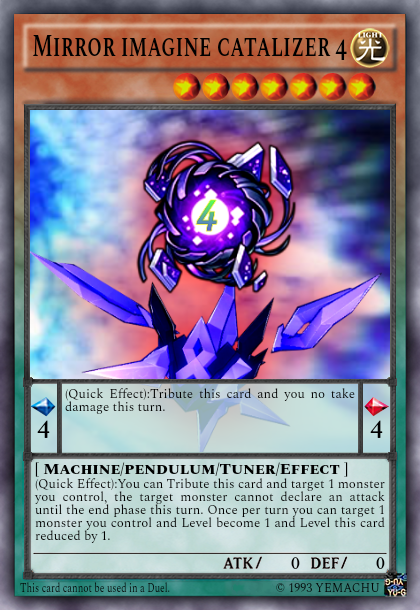 MIRROR IMAGINE CATALIZER 4
LIGHT
光
4
(Quick Effect):Tribute this card and you no take
damage this turn.
4
4
[ MACHINE/PENDULUM/TUNER/EFFECT ]
(Quick Effect):You can Tribute this card and target 1 monster
you control, the target monster cannot declare an attack
until the end phase this turn. Once per turn you can target 1
monster you control and Level become 1 and Level this card
reduced by 1.
ATK/ 0 DEF/ 0
This card cannot be used in a Duel.
© 1993 YEMACHU